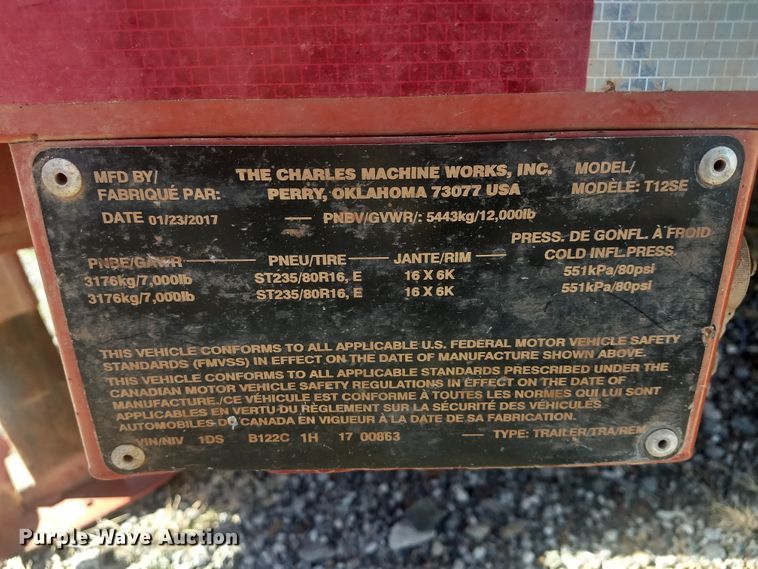 MFD BY/ THE CHARLES MACHINE WORKS, INC. MODEL/
FABRIQUÉ PAR: PERRY, OKLAHOMA 73077 USA MODÈLE: T12SE
DATE 01/23/2017 — PNBV/GVWR/: 5443kg/12,000lb
PRESS. DE GONFL. À FROID
PNBE/GAWR — PNEU/TIRE — JANTE/RIM — COLD INFL.PRESS.
3176kg/7,000lb ST235/80R16, E 16 X 6K 551kPa/80psi
3176kg/7,000lb ST235/80R16, E 16 X 6K 551kPa/80psi
THIS VEHICLE CONFORMS TO ALL APPLICABLE U.S. FEDERAL MOTOR VEHICLE SAFETY
STANDARDS (FMVSS) IN EFFECT ON THE DATE OF MANUFACTURE SHOWN ABOVE.
THIS VEHICLE CONFORMS TO ALL APPLICABLE STANDARDS PRESCRIBED UNDER THE
CANADIAN MOTOR VEHICLE SAFETY REGULATIONS IN EFFECT ON THE DATE OF
MANUFACTURE./CE VÉHICULE EST CONFORME À TOUTES LES NORMES QUI LUI SONT
APPLICABLES EN VERTU DU RÈGLEMENT SUR LA SÉCURITÉ DES VÉHICULES
AUTOMOBILES DU CANADA EN VIGUEUR À LA DATE DE SA FABRICATION.
VIN/NIV 1DS B122C 1H 17 00863 — TYPE: TRAILER/TRA/REM
Purple Wave Auction